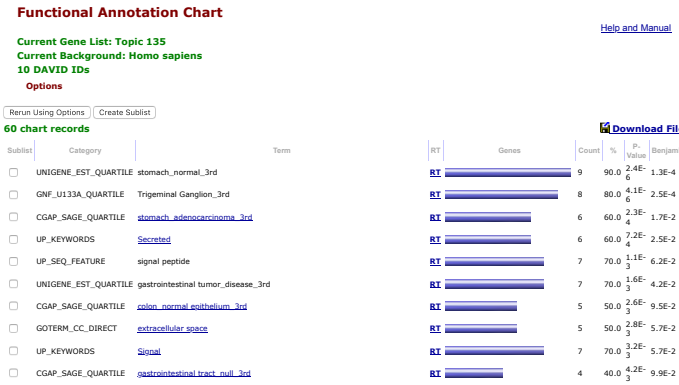 Functional Annotation Chart
Help and Manual
Current Gene List: Topic 135
Current Background: Homo sapiens
10 DAVID IDs
Options
Rerun Using Options Create Sublist
60 chart records Download File
Sublist Category Term RT Genes Count % P-Value Benjami
UNIGENE_EST_QUARTILE stomach_normal_3rd RT 9 90.0 2.4E-6 1.3E-4
GNF_U133A_QUARTILE Trigeminal Ganglion_3rd RT 8 80.0 4.1E-6 2.5E-4
CGAP_SAGE_QUARTILE stomach_adenocarcinoma_3rd RT 6 60.0 2.3E-4 1.7E-2
UP_KEYWORDS Secreted RT 6 60.0 7.2E-4 2.5E-2
UP_SEQ_FEATURE signal peptide RT 7 70.0 1.1E-3 6.2E-2
UNIGENE_EST_QUARTILE gastrointestinal tumor_disease_3rd RT 7 70.0 1.6E-3 4.2E-2
CGAP_SAGE_QUARTILE colon_normal epithelium_3rd RT 5 50.0 2.6E-3 9.5E-2
GOTERM_CC_DIRECT extracellular space RT 5 50.0 2.8E-3 5.7E-2
UP_KEYWORDS Signal RT 7 70.0 3.2E-3 5.7E-2
CGAP_SAGE_QUARTILE gastrointestinal tract_null_3rd RT 4 40.0 4.2E-3 9.9E-2